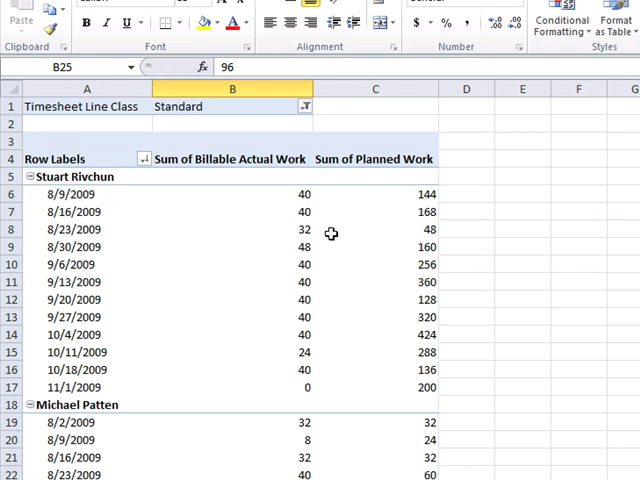 Paste
B I U A
$ % , .00
Conditional Format
Formatting as Table
Clipboard Font Alignment Number Styles
B25 fx 96
A B C D E F G
1 Timesheet Line Class Standard
2
3
4 Row Labels Sum of Billable Actual Work Sum of Planned Work
5 Stuart Rivchun
6 8/9/2009 40 144
7 8/16/2009 40 168
8 8/23/2009 32 48
9 8/30/2009 48 160
10 9/6/2009 40 256
11 9/13/2009 40 360
12 9/20/2009 40 128
13 9/27/2009 40 320
14 10/4/2009 40 424
15 10/11/2009 24 288
16 10/18/2009 40 136
17 11/1/2009 0 200
18 Michael Patten
19 8/2/2009 32 32
20 8/9/2009 8 24
21 8/16/2009 32 32
22 8/23/2009 40 60